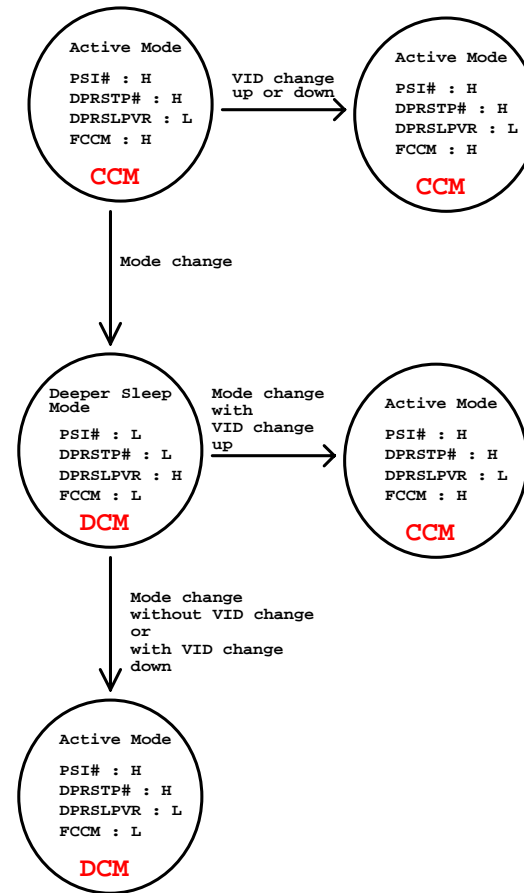 Active Mode
PSI# : H
DPRSTP# : H
DPRSLPVR : L
FCCM : H
CCM
VID change
up or down
Active Mode
PSI# : H
DPRSTP# : H
DPRSLPVR : L
FCCM : H
CCM
Mode change
Deeper Sleep
Mode
PSI# : L
DPRSTP# : L
DPRSLPVR : H
FCCM : L
DCM
Mode change
with
VID change
up
Active Mode
PSI# : H
DPRSTP# : H
DPRSLPVR : L
FCCM : H
CCM
Mode change
without VID change
or
with VID change
down
Active Mode
PSI# : H
DPRSTP# : H
DPRSLPVR : L
FCCM : L
DCM